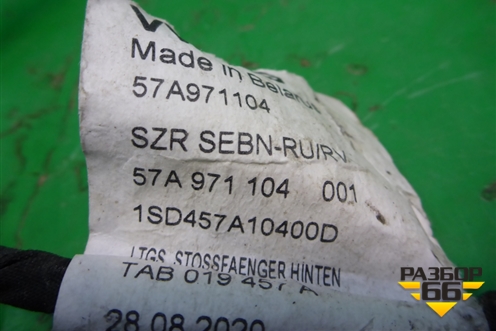 Made in Belarus
57A971104
SZR SEBN-RU/RV
57A 971 104 001
1SD457A10400D
LTGS. STOSSFAENGER HINTEN
TAB 019 457 A
28.08.2020
РАЗБОР
66